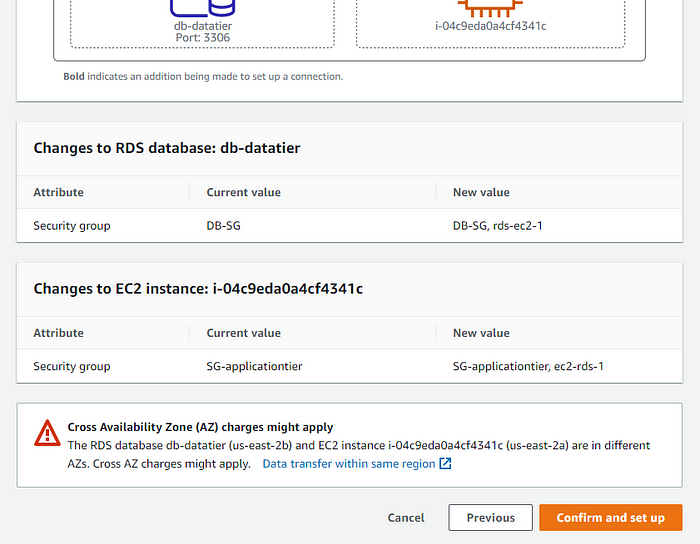 db-datatier
Port: 3306
i-04c9eda0a4cf4341c
Bold indicates an addition being made to set up a connection.
Changes to RDS database: db-datatier
Attribute Current value New value
Security group DB-SG DB-SG, rds-ec2-1
Changes to EC2 instance: i-04c9eda0a4cf4341c
Attribute Current value New value
Security group SG-applicationtier SG-applicationtier, ec2-rds-1
Cross Availability Zone (AZ) charges might apply
The RDS database db-datatier (us-east-2b) and EC2 instance i-04c9eda0a4cf4341c (us-east-2a) are in different
AZs. Cross AZ charges might apply. Data transfer within same region
Cancel Previous Confirm and set up